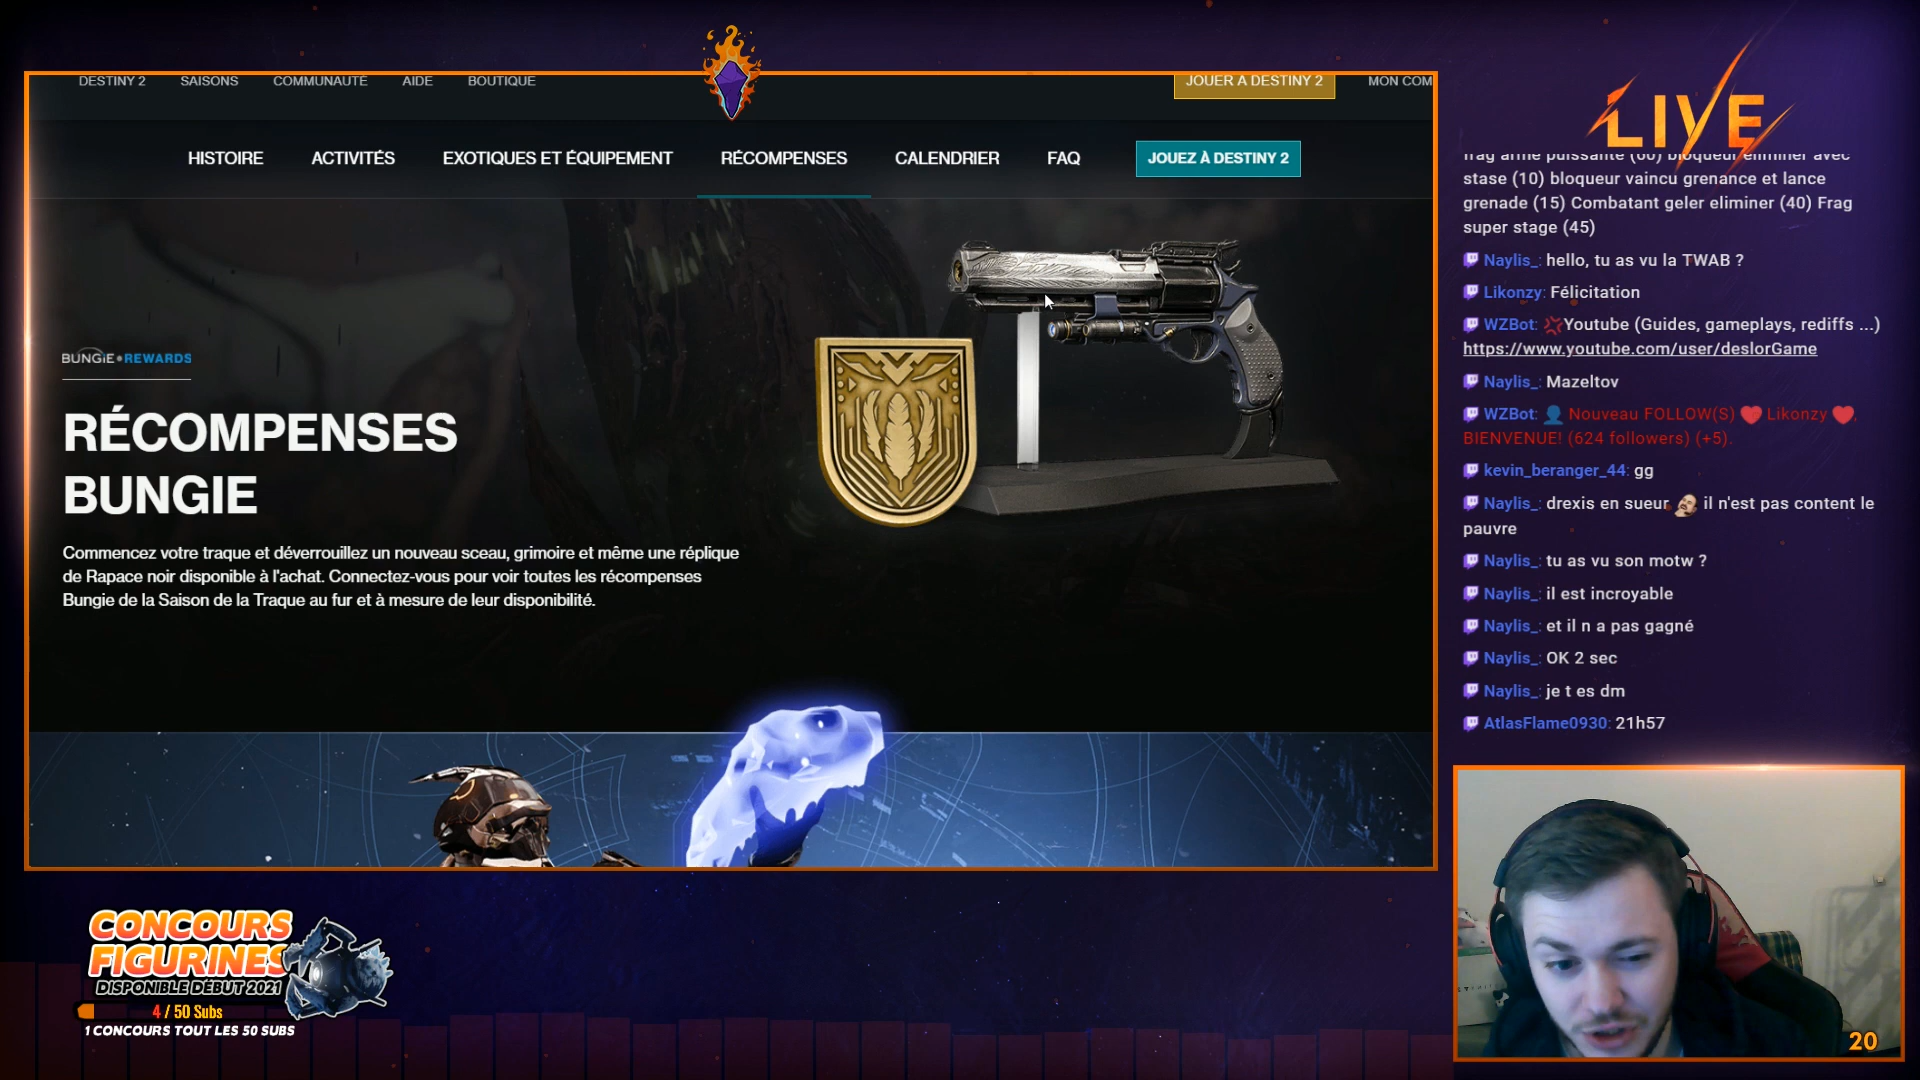 DESTINY 2 SAISONS COMMUNAUTÉ AIDE BOUTIQUE JOUER À DESTINY 2 MON COM
HISTOIRE ACTIVITÉS EXOTIQUES ET ÉQUIPEMENT RÉCOMPENSES CALENDRIER FAQ JOUEZ À DESTINY 2
BUNGiE•REWARDS
RÉCOMPENSES
BUNGIE
Commencez votre traque et déverrouillez un nouveau sceau, grimoire et même une réplique
de Rapace noir disponible à l'achat. Connectez-vous pour voir toutes les récompenses
Bungie de la Saison de la Traque au fur et à mesure de leur disponibilité.
CONCOURS
FIGURINES
DISPONIBLE DÉBUT 2021
4 / 50 Subs
1 CONCOURS TOUT LES 50 SUBS
LIVE
frag arme puissante (60) bloqueur eliminer avec
stase (10) bloqueur vaincu grenance et lance
grenade (15) Combatant geler eliminer (40) Frag
super stage (45)
Naylis_: hello, tu as vu la TWAB ?
Likonzy: Félicitation
WZBot: 💢Youtube (Guides, gameplays, rediffs ...)
https://www.youtube.com/user/deslorGame
Naylis_: Mazeltov
WZBot: 👤 Nouveau FOLLOW(S) ❤ Likonzy ❤,
BIENVENUE! (624 followers) (+5).
kevin_beranger_44: gg
Naylis_: drexis en sueur il n'est pas content le
pauvre
Naylis_: tu as vu son motw ?
Naylis_: il est incroyable
Naylis_: et il n a pas gagné
Naylis_: OK 2 sec
Naylis_: je t es dm
AtlasFlame0930: 21h57
20